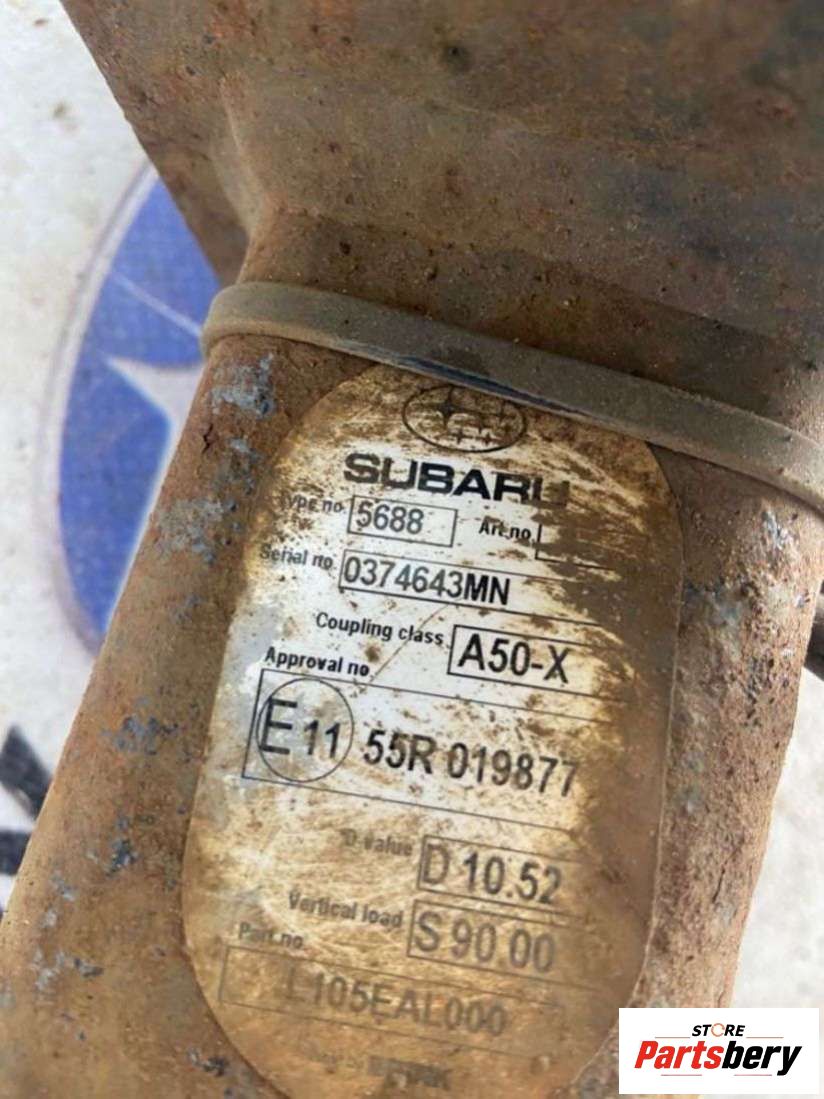 SUBARU
Type no. 5688 Art.no.
Serial no. 0374643MN
Coupling class. A50-X
Approval no.
E11 55R 019877
D-value D 10.52
Vertical load S 90.00
Part.no. L105EAL000
STORE
Partsbery